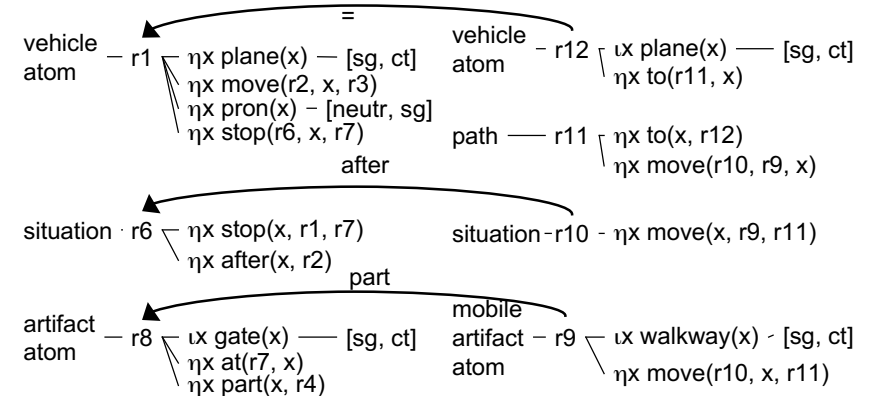 =
vehicle atom – r1 ηx plane(x) — [sg, ct]
ηx move(r2, x, r3)
ηx pron(x) – [neutr, sg]
ηx stop(r6, x, r7)
vehicle atom – r12 ιx plane(x) — [sg, ct]
ηx to(r11, x)
path — r11 ηx to(x, r12)
ηx move(r10, r9, x)
after
situation - r6 ηx stop(x, r1, r7)
ηx after(x, r2)
situation – r10 - ηx move(x, r9, r11)
part
artifact atom – r8 ιx gate(x) — [sg, ct]
ηx at(r7, x)
ηx part(x, r4)
mobile artifact atom – r9 ιx walkway(x) - [sg, ct]
ηx move(r10, x, r11)